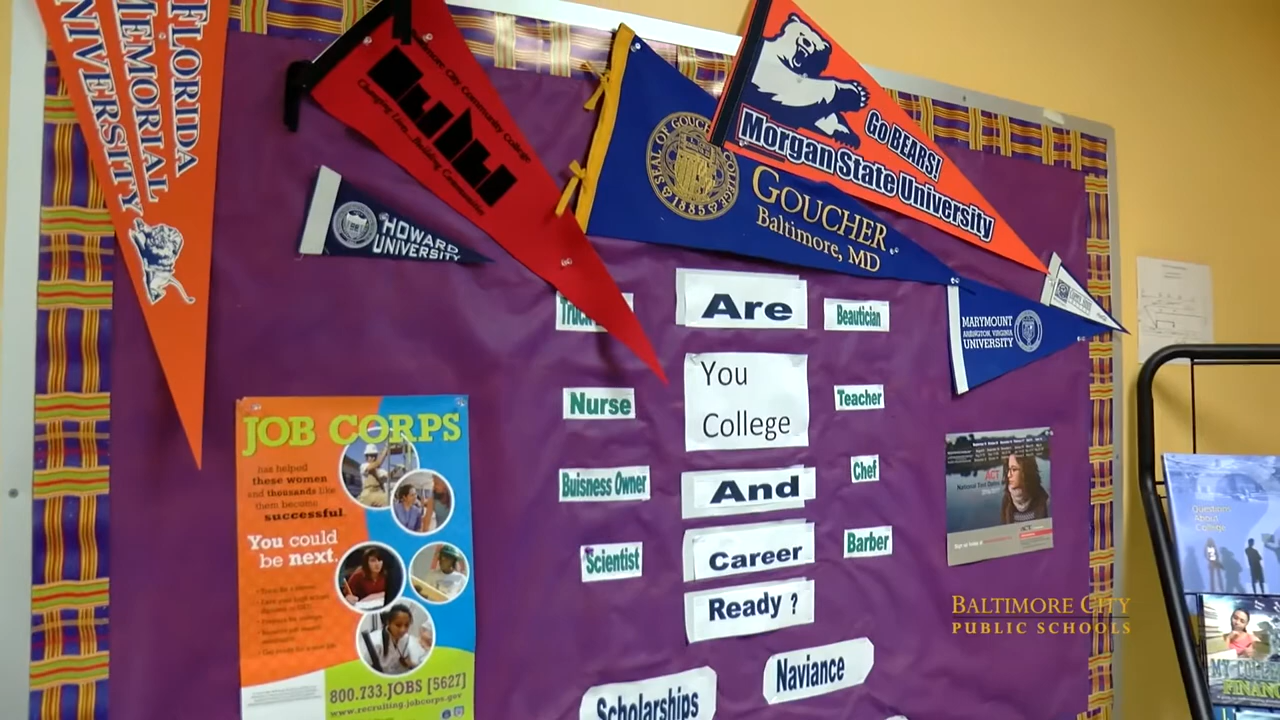 FLORIDA
MEMORIAL
UNIVERSITY
Baltimore City Community College
Changing Lives...Building Communities
HOWARD
UNIVERSITY
SEAL OF GOUCHER COLLEGE
1885
GOUCHER
Baltimore, MD
Go BEARS!
Morgan State University
MARYMOUNT
ARLINGTON, VIRGINIA
UNIVERSITY
Are
You
College
And
Career
Ready ?
Nurse
Buisness Owner
Scientist
Beautician
Teacher
Chef
Barber
Naviance
Scholarships
JOB CORPS
has helped
these women
and thousands like
them become
successful.
You could
be next.
800.733.JOBS [5627]
www.recruiting.jobcorps.gov
ACT
Questions
About
College
MY COLLE
FINAN
BALTIMORE CITY
PUBLIC SCHOOLS